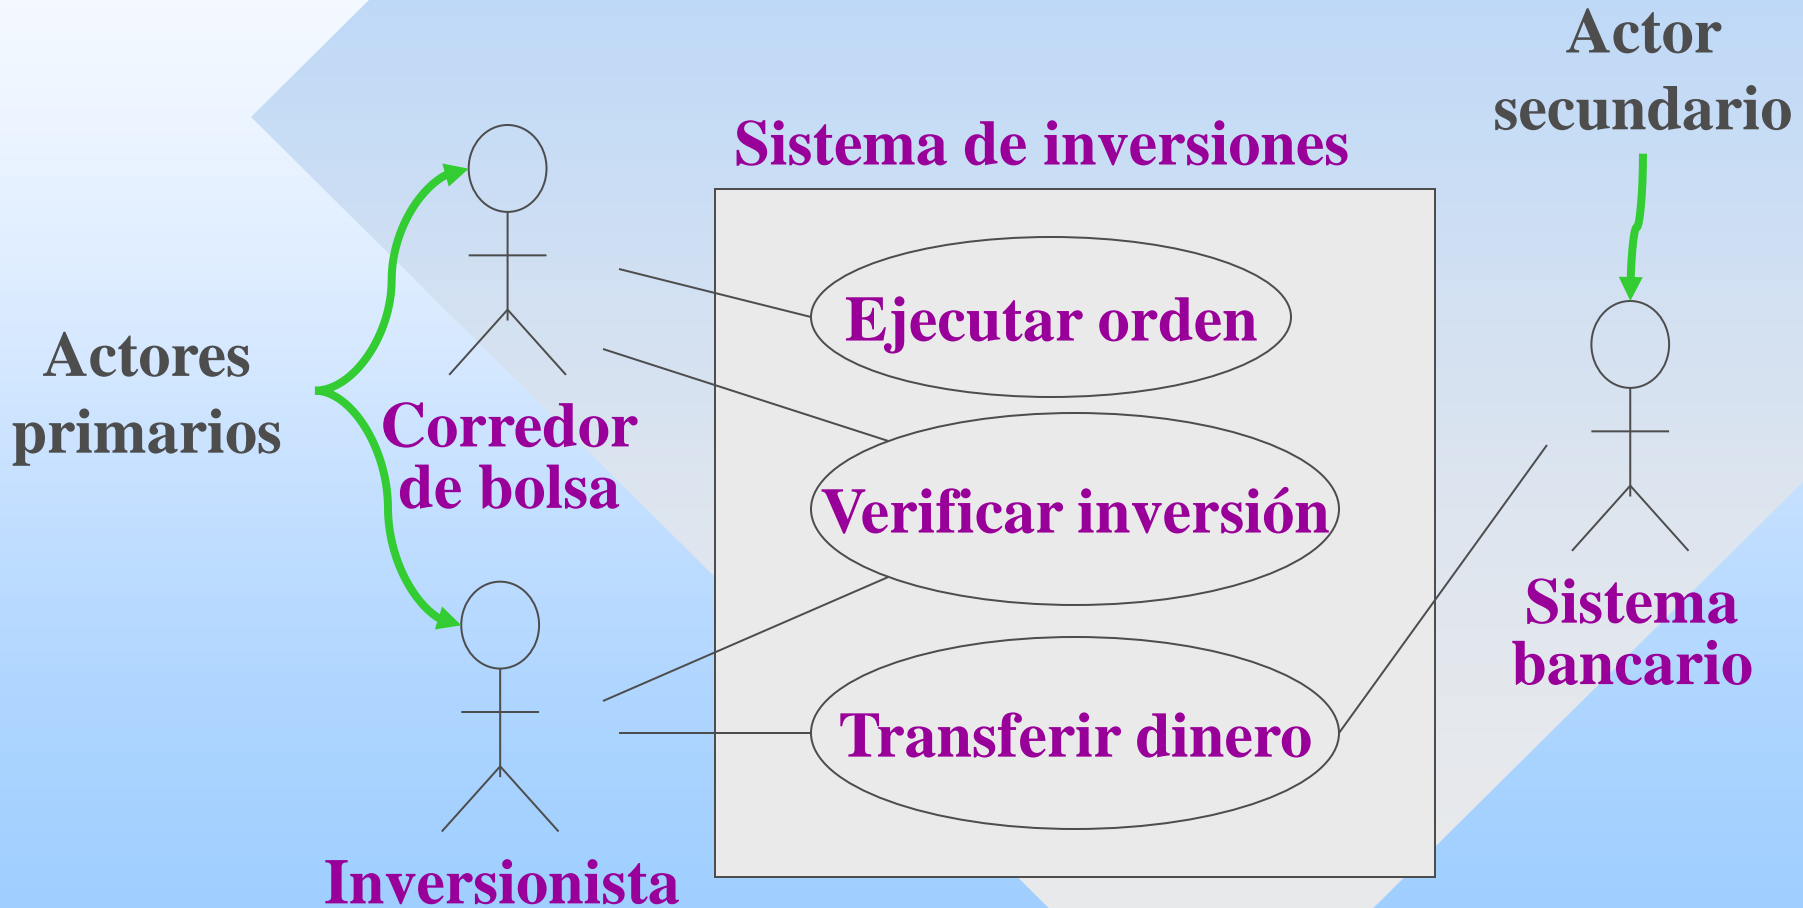 Actor
secundario
Sistema de inversiones
Ejecutar orden
Actores
primarios
Corredor
de bolsa
Verificar inversión
Sistema
bancario
Transferir dinero
Inversionista